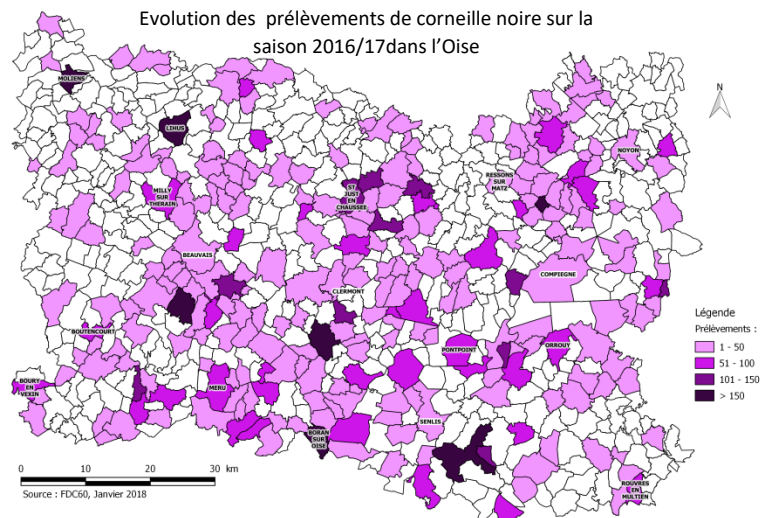 Evolution des  prélèvements de corneille noire sur la
saison 2016/17dans l'Oise
N
MOLIENS
LIHUS
NOYON
RESSONS
SUR
MATZ
MILLY
SUR
THERAIN
ST
JUST
EN
CHAUSSEE
BEAUVAIS
COMPIEGNE
CLERMONT
Légende
Prélèvements :
1 - 50
51 - 100
101 - 150
> 150
BOUTENCOURT
PONTPOINT
ORROUY
BOURY
EN
VEXIN
MERU
SENLIS
BORAN
SUR
OISE
ROUVRES
EN
MULTIEN
0 10 20 30 km
Source : FDC60, Janvier 2018